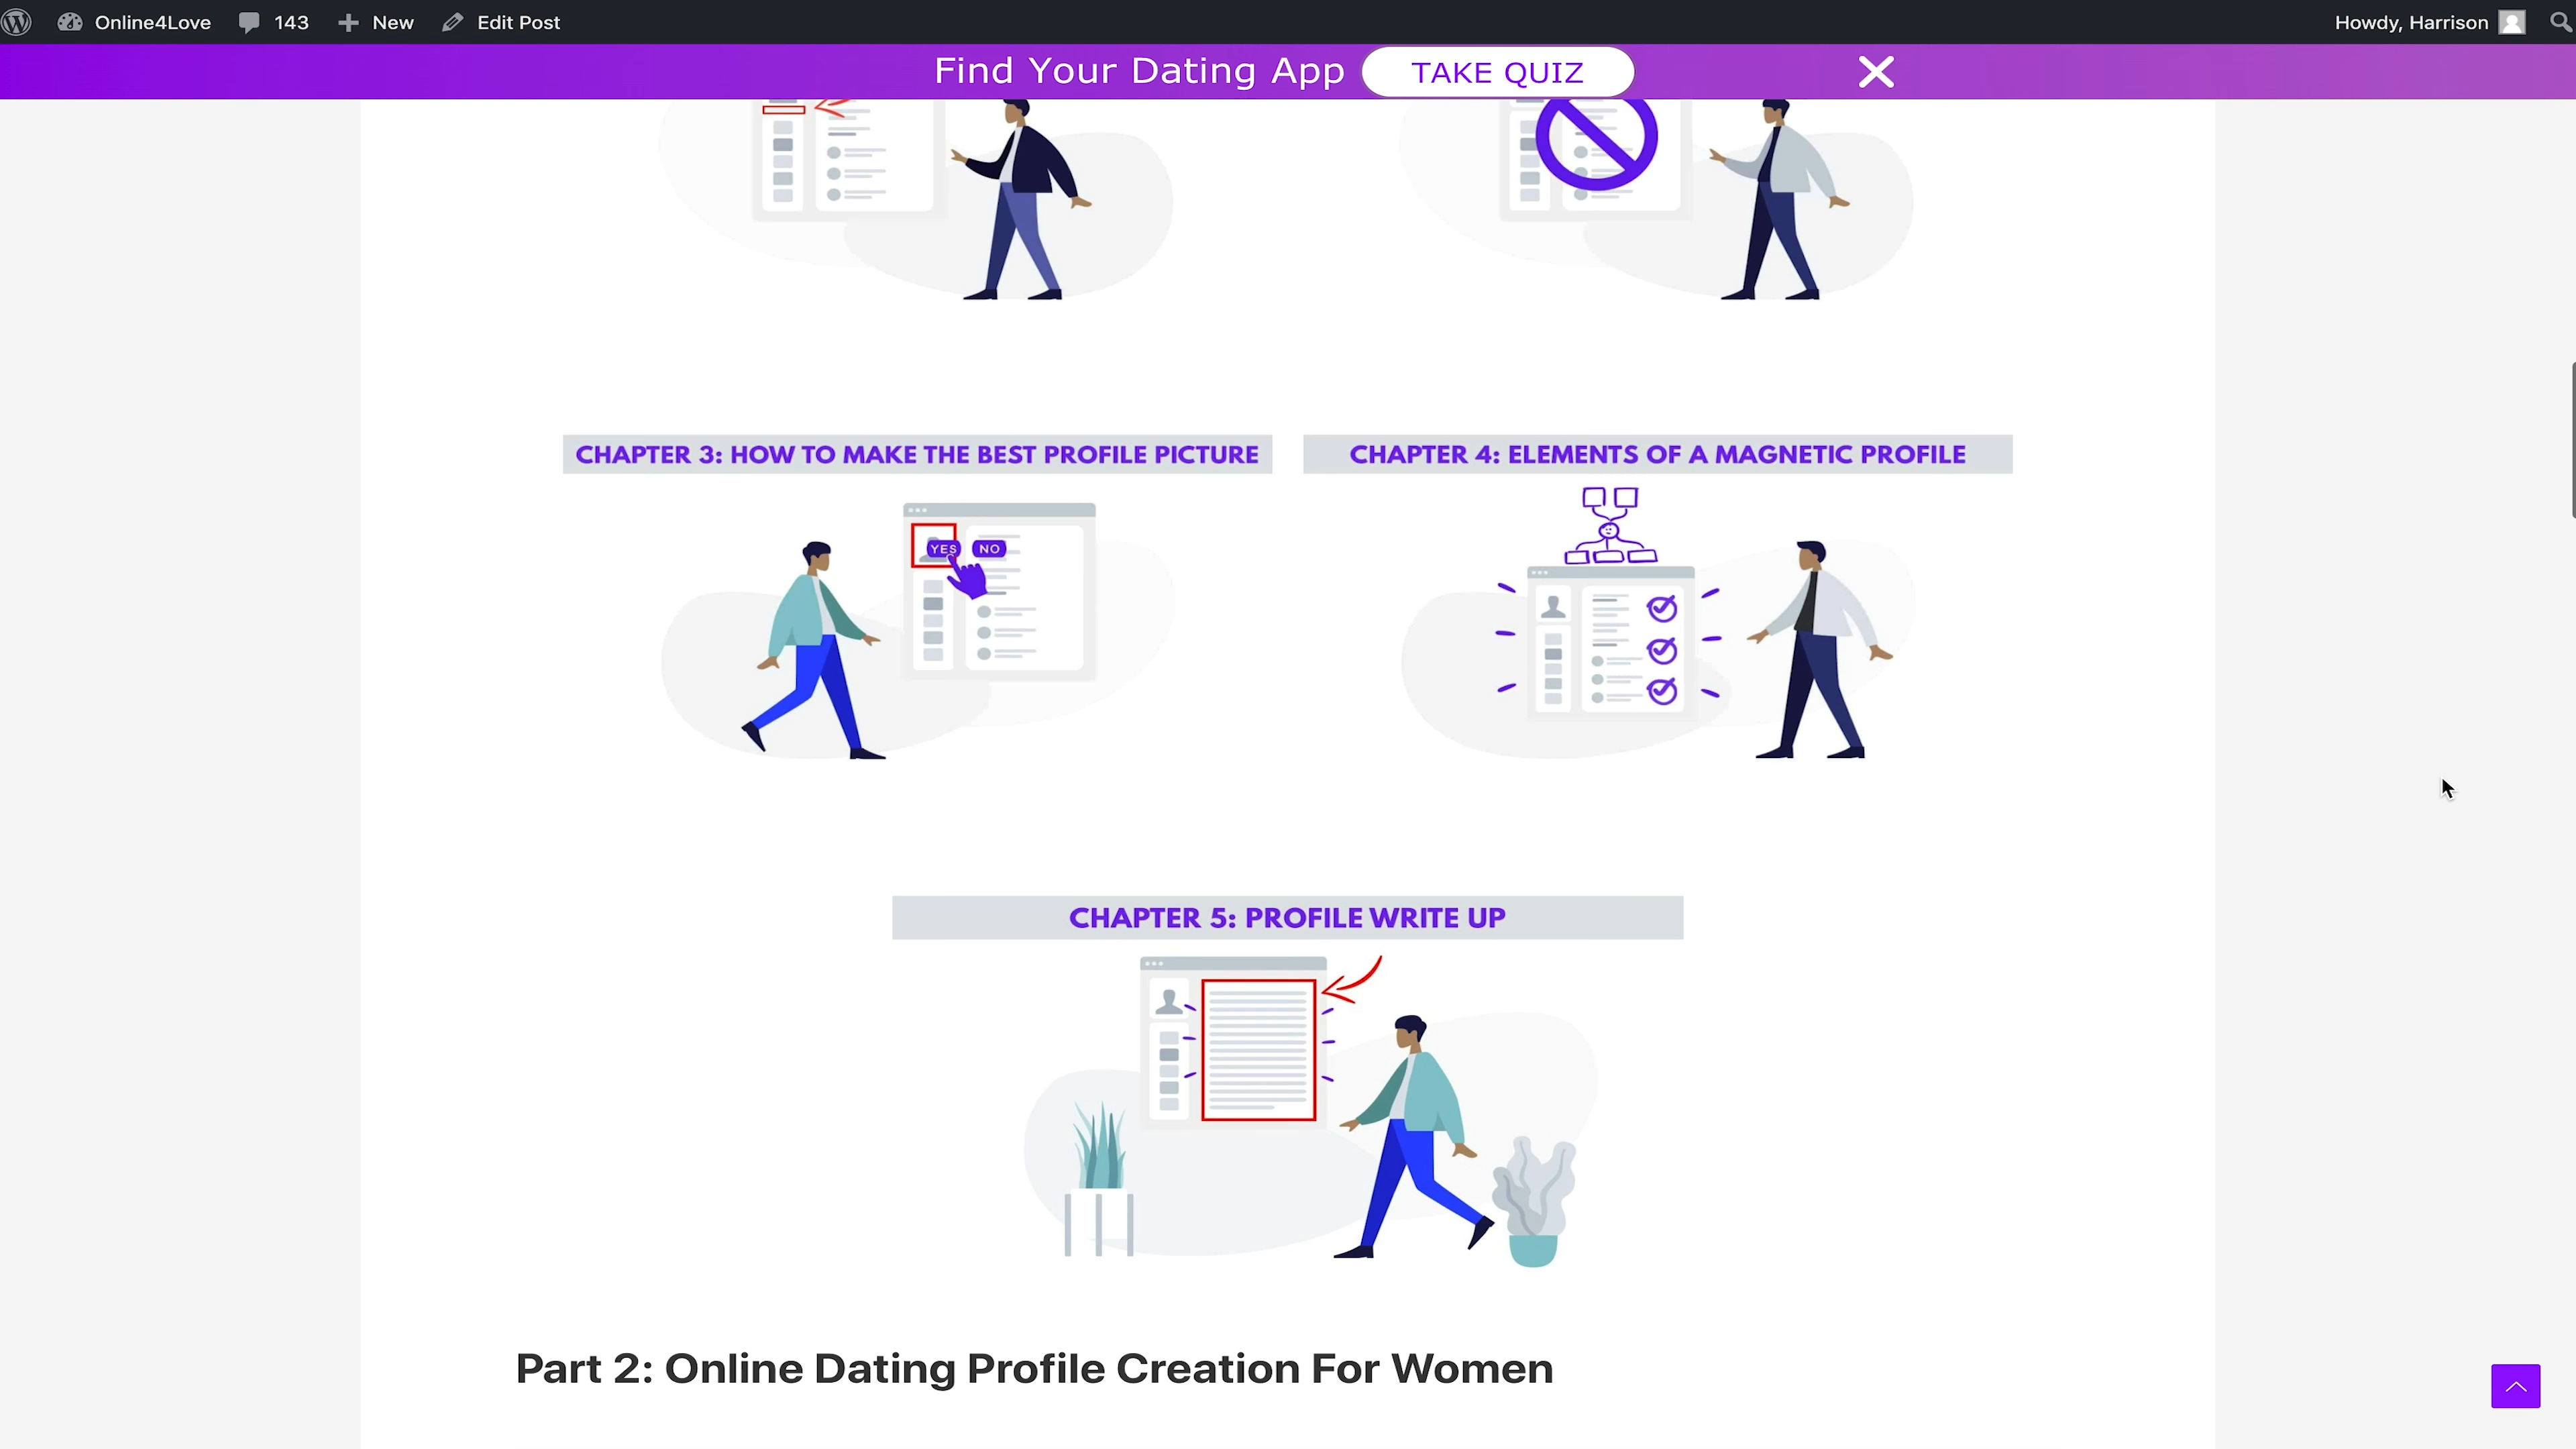 Online4Love 143 New Edit Post Howdy, Harrison
Find Your Dating App TAKE QUIZ
CHAPTER 3: HOW TO MAKE THE BEST PROFILE PICTURE
YES NO
CHAPTER 4: ELEMENTS OF A MAGNETIC PROFILE
CHAPTER 5: PROFILE WRITE UP
Part 2: Online Dating Profile Creation For Women